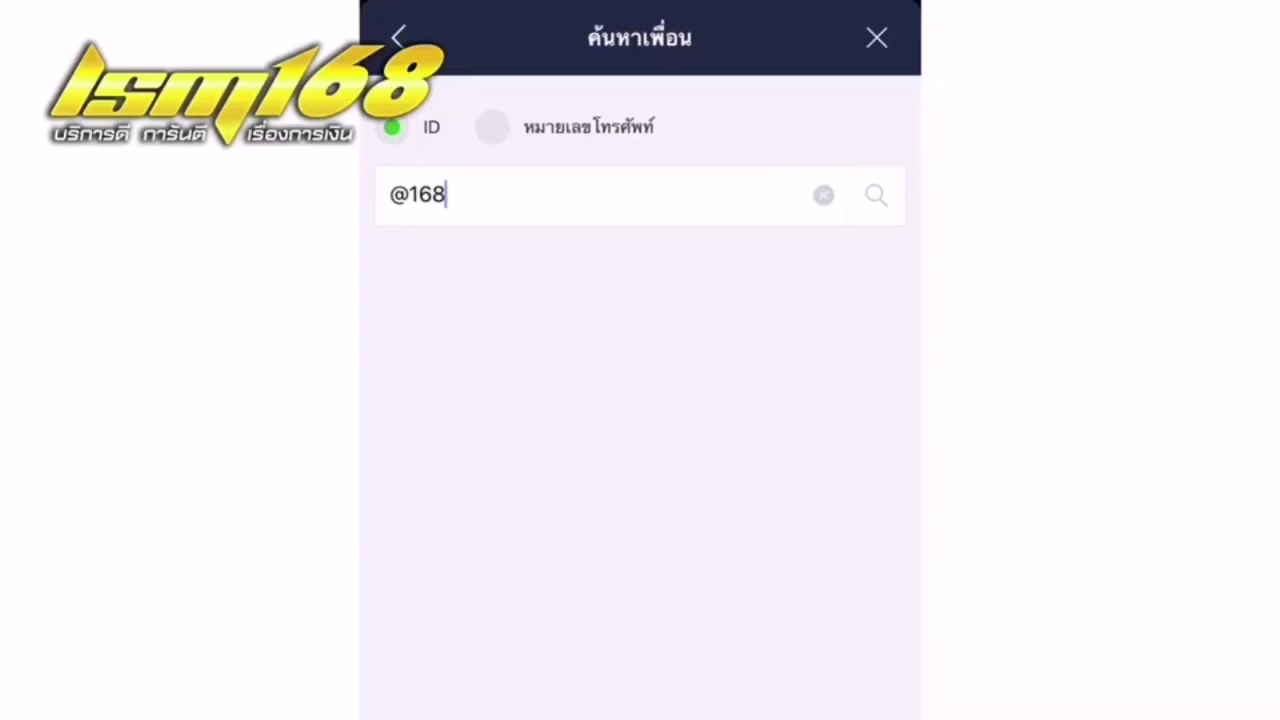 lsm168
บริการดี การันตี เรื่องการเงิน
ค้นหาเพื่อน
ID หมายเลขโทรศัพท์
@168